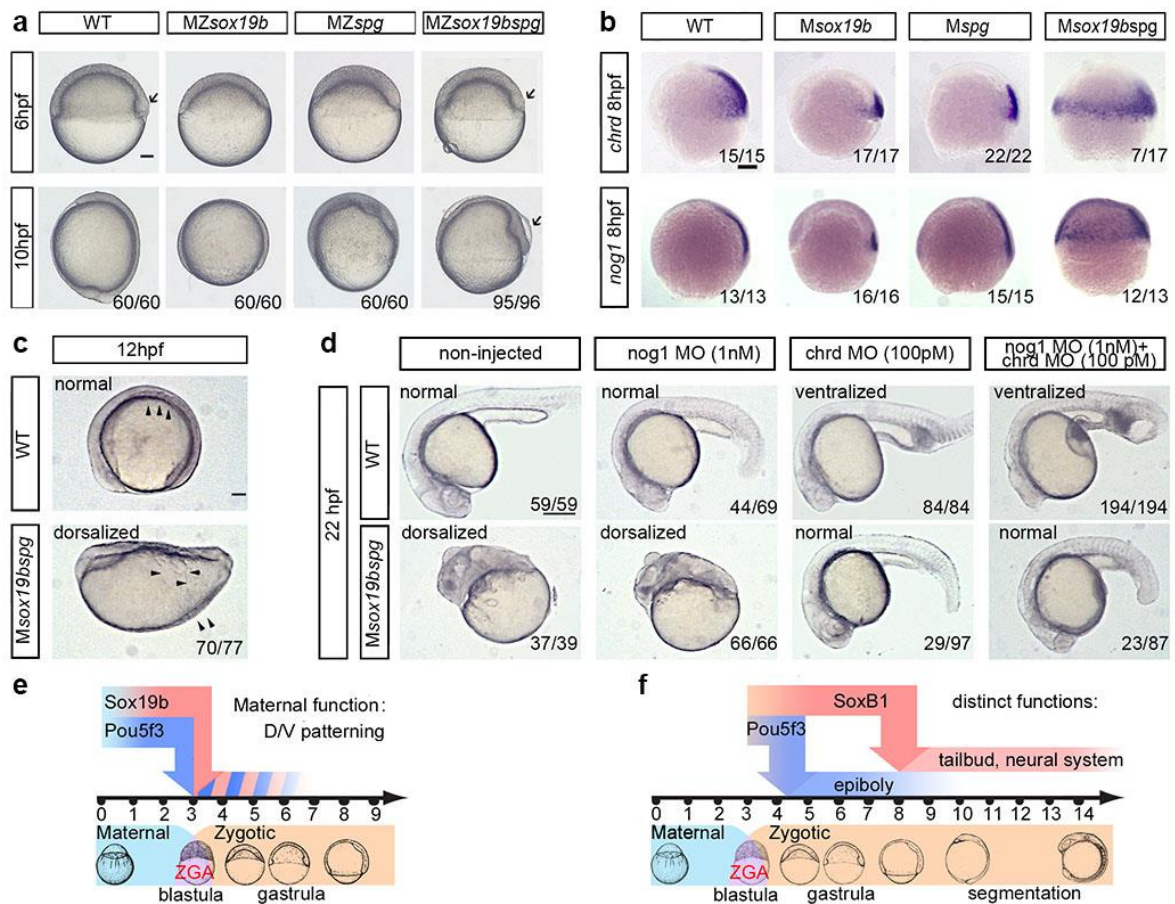 a
WT
MZsox19b
MZspg
MZsox19bspg
6hpf
10hpf
60/60
60/60
60/60
95/96
b
WT
Msox19b
Mspg
Msox19bspg
chrd 8hpf
15/15
17/17
22/22
7/17
nog1 8hpf
13/13
16/16
15/15
12/13
c
12hpf
WT
normal
Msox19bspg
dorsalized
70/77
d
non-injected
nog1 MO (1nM)
chrd MO (100pM)
nog1 MO (1nM)+
chrd MO (100 pM)
22 hpf
WT
normal
normal
ventralized
ventralized
59/59
44/69
84/84
194/194
Msox19bspg
dorsalized
dorsalized
normal
normal
37/39
66/66
29/97
23/87
e
Sox19b
Pou5f3
Maternal function:
D/V patterning
0 1 2 3 4 5 6 7 8 9
Maternal
Zygotic
ZGA
blastula
gastrula
f
SoxB1
distinct functions:
Pou5f3
tailbud, neural system
epiboly
0 1 2 3 4 5 6 7 8 9 10 11 12 13 14
Maternal
Zygotic
ZGA
blastula
gastrula
segmentation